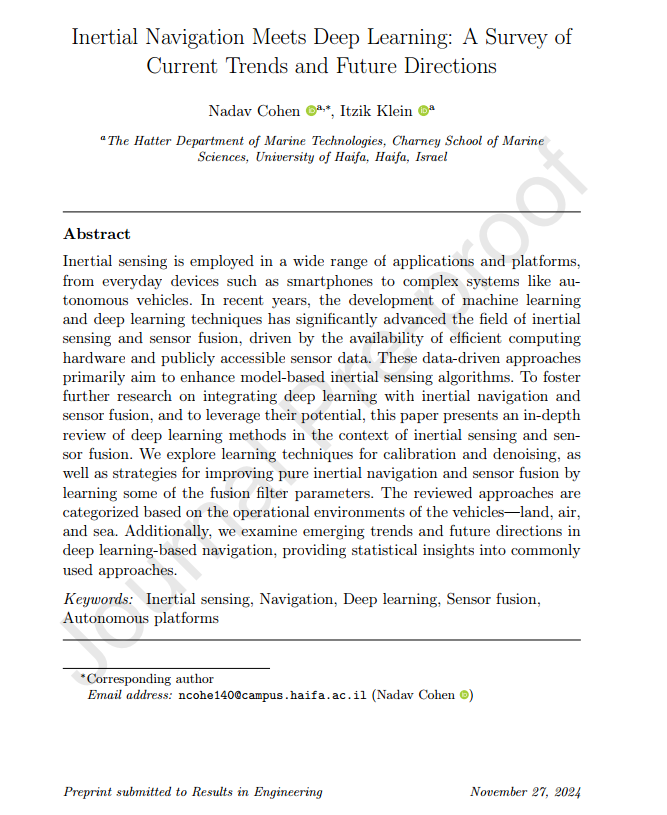 Inertial Navigation Meets Deep Learning: A Survey of
Current Trends and Future Directions
Nadav Cohen a,*, Itzik Klein a
a The Hatter Department of Marine Technologies, Charney School of Marine
Sciences, University of Haifa, Haifa, Israel
Abstract
Inertial sensing is employed in a wide range of applications and platforms,
from everyday devices such as smartphones to complex systems like au-
tonomous vehicles. In recent years, the development of machine learning
and deep learning techniques has significantly advanced the field of inertial
sensing and sensor fusion, driven by the availability of efficient computing
hardware and publicly accessible sensor data. These data-driven approaches
primarily aim to enhance model-based inertial sensing algorithms. To foster
further research on integrating deep learning with inertial navigation and
sensor fusion, and to leverage their potential, this paper presents an in-depth
review of deep learning methods in the context of inertial sensing and sen-
sor fusion. We explore learning techniques for calibration and denoising, as
well as strategies for improving pure inertial navigation and sensor fusion by
learning some of the fusion filter parameters. The reviewed approaches are
categorized based on the operational environments of the vehicles—land, air,
and sea. Additionally, we examine emerging trends and future directions in
deep learning-based navigation, providing statistical insights into commonly
used approaches.
Keywords: Inertial sensing, Navigation, Deep learning, Sensor fusion,
Autonomous platforms
*Corresponding author
Email address: ncohe140@campus.haifa.ac.il (Nadav Cohen iD)
Preprint submitted to Results in Engineering November 27, 2024
Journal Pre-proof